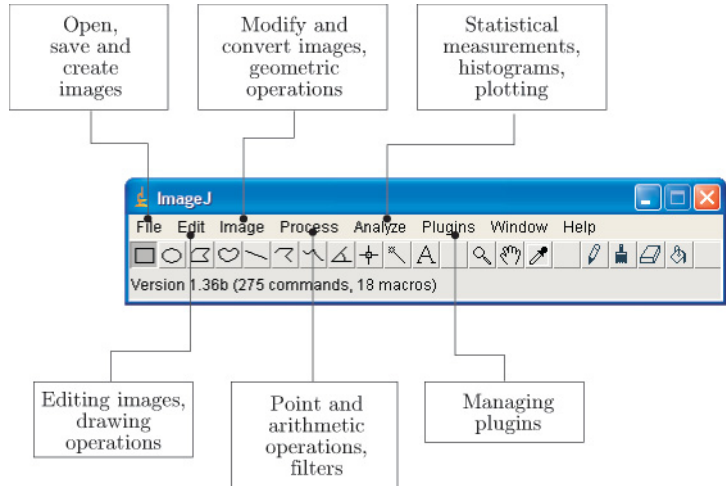 Open,
save and
create
images
Modify and
convert images,
geometric
operations
Statistical
measurements,
histograms,
plotting
ImageJ
File Edit Image Process Analyze Plugins Window Help
A
Version 1.36b (275 commands, 18 macros)
Editing images,
drawing
operations
Point and
arithmetic
operations,
filters
Managing
plugins